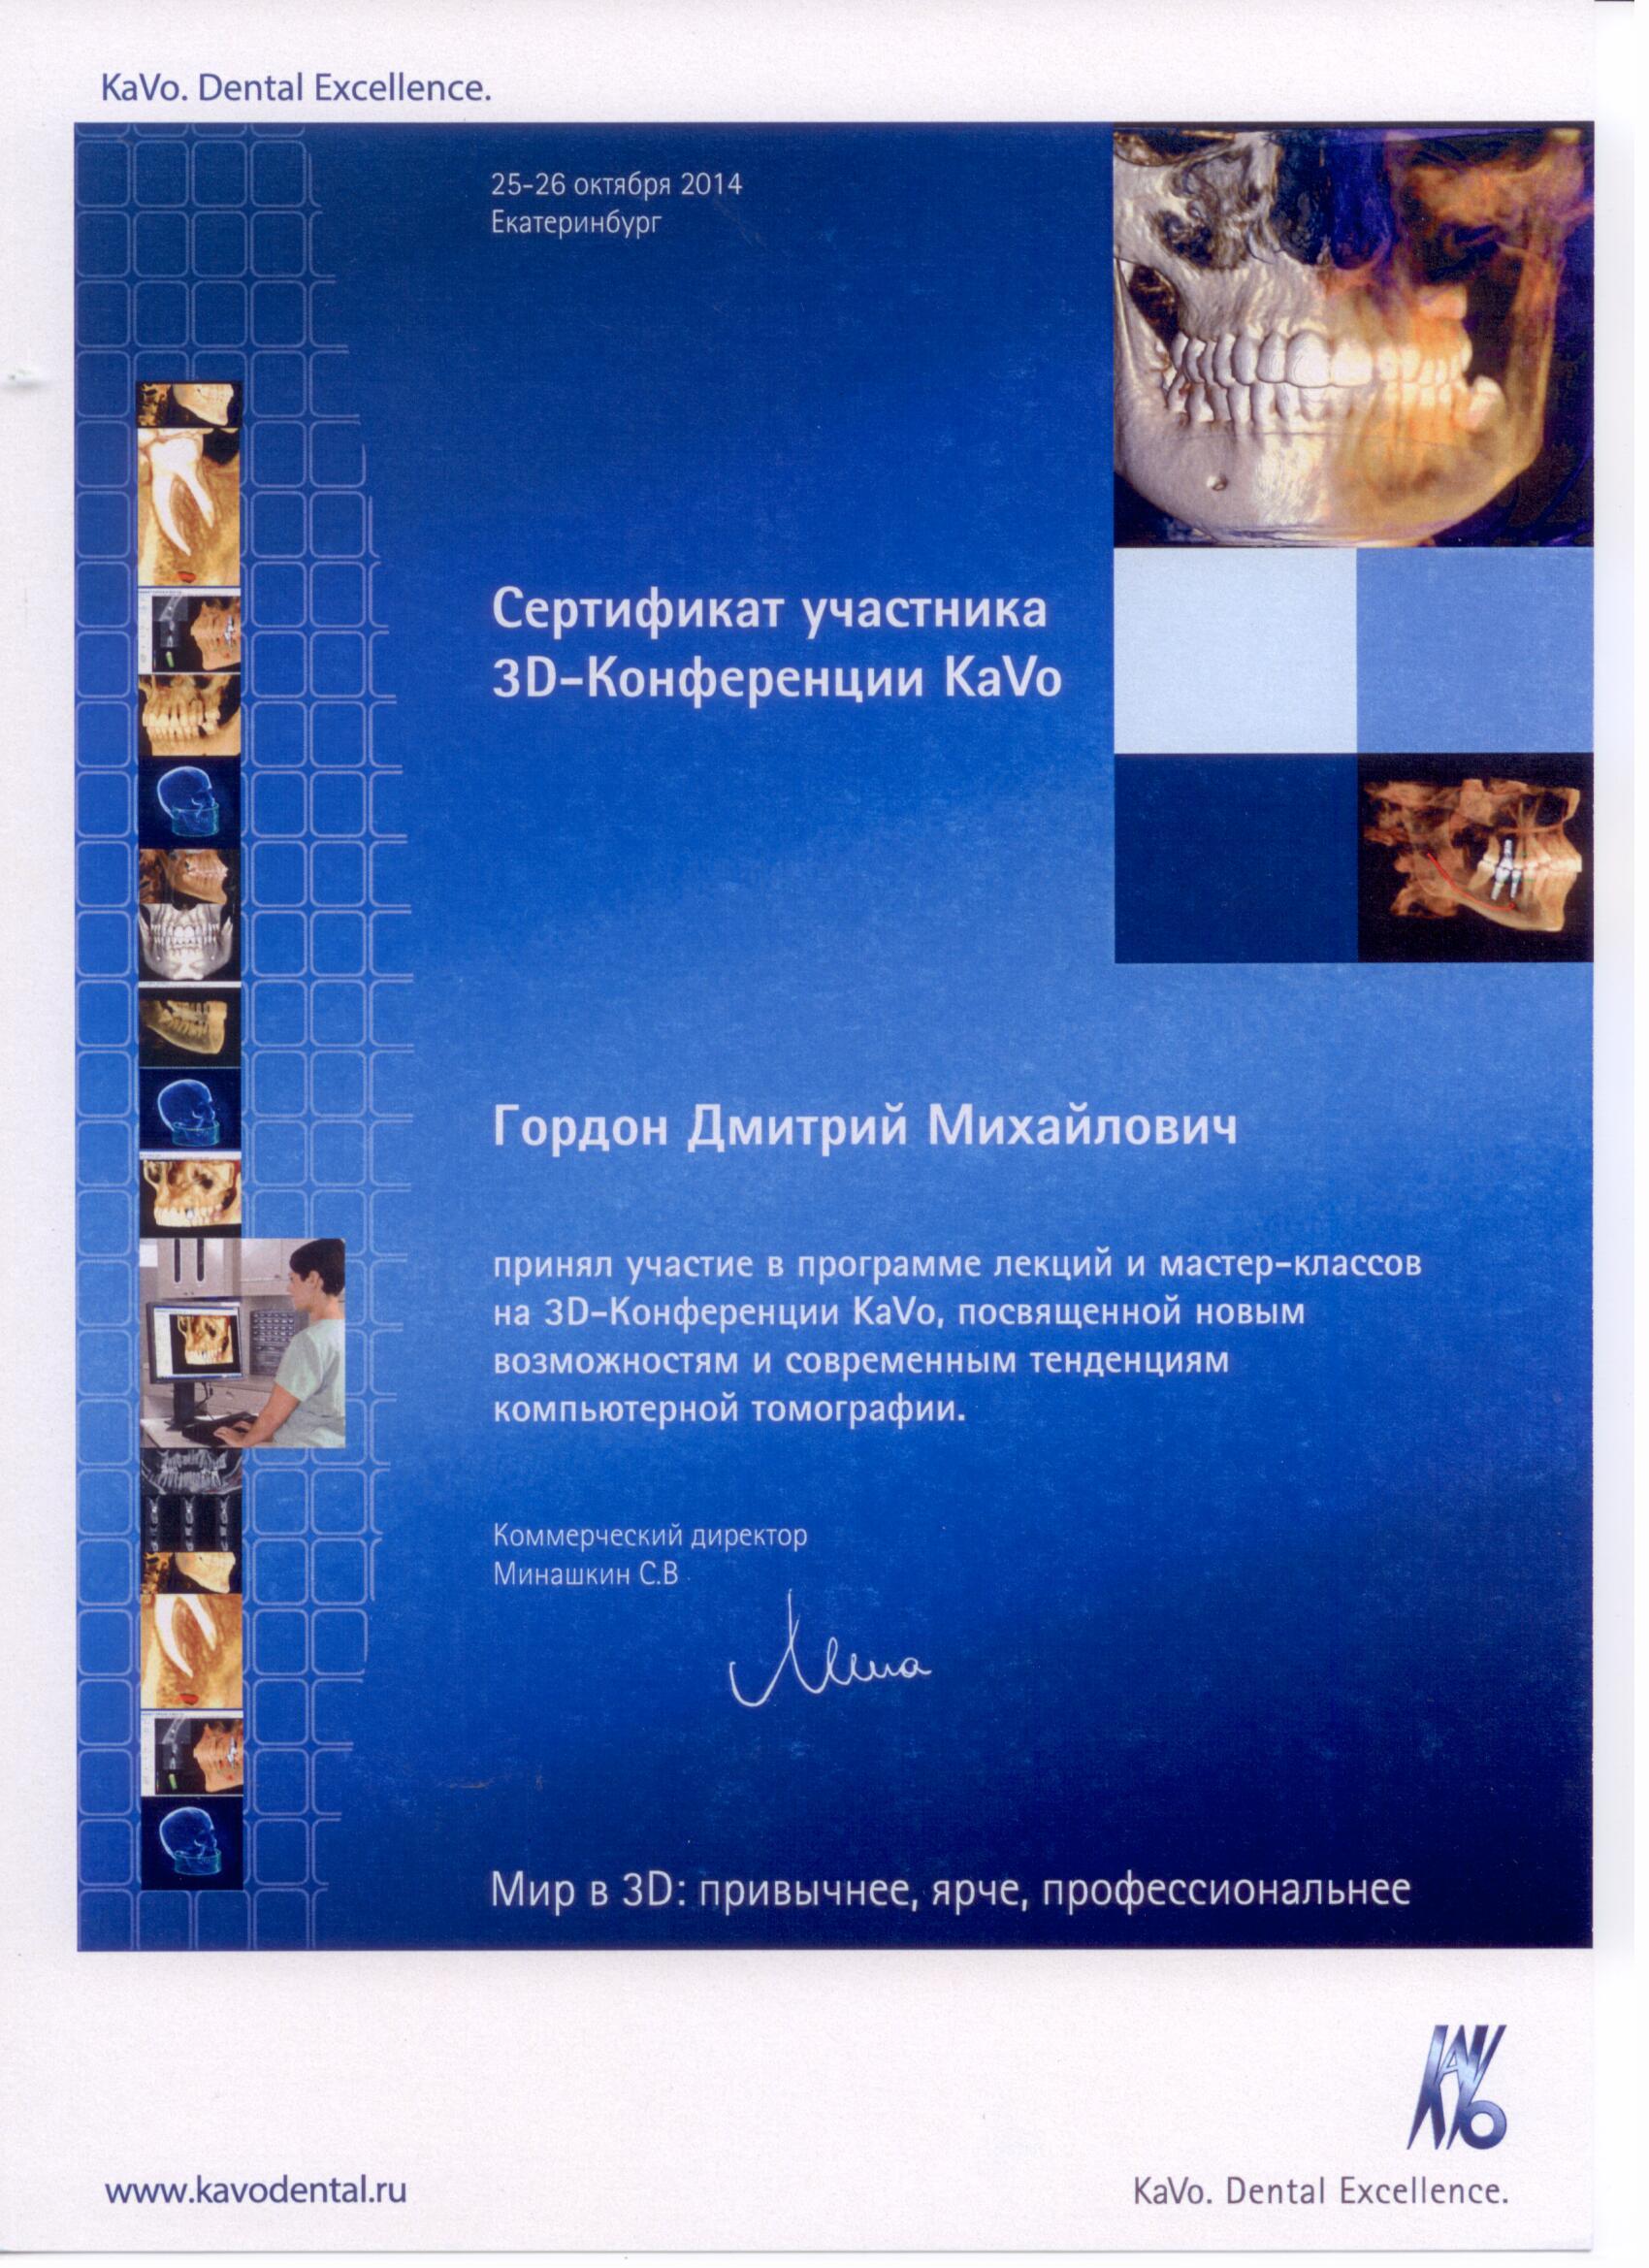 KaVo. Dental Excellence.
25-26 октября 2014
Екатеринбург
Сертификат участника
3D-Конференции KaVo
Гордон Дмитрий Михайлович
принял участие в программе лекций и мастер-классов
на 3D-Конференции KaVo, посвященной новым
возможностям и современным тенденциям
компьютерной томографии.
Коммерческий директор
Минашкин С.В
Мир в 3D: привычнее, ярче, профессиональнее
KAVO
www.kavodental.ru
KaVo. Dental Excellence.